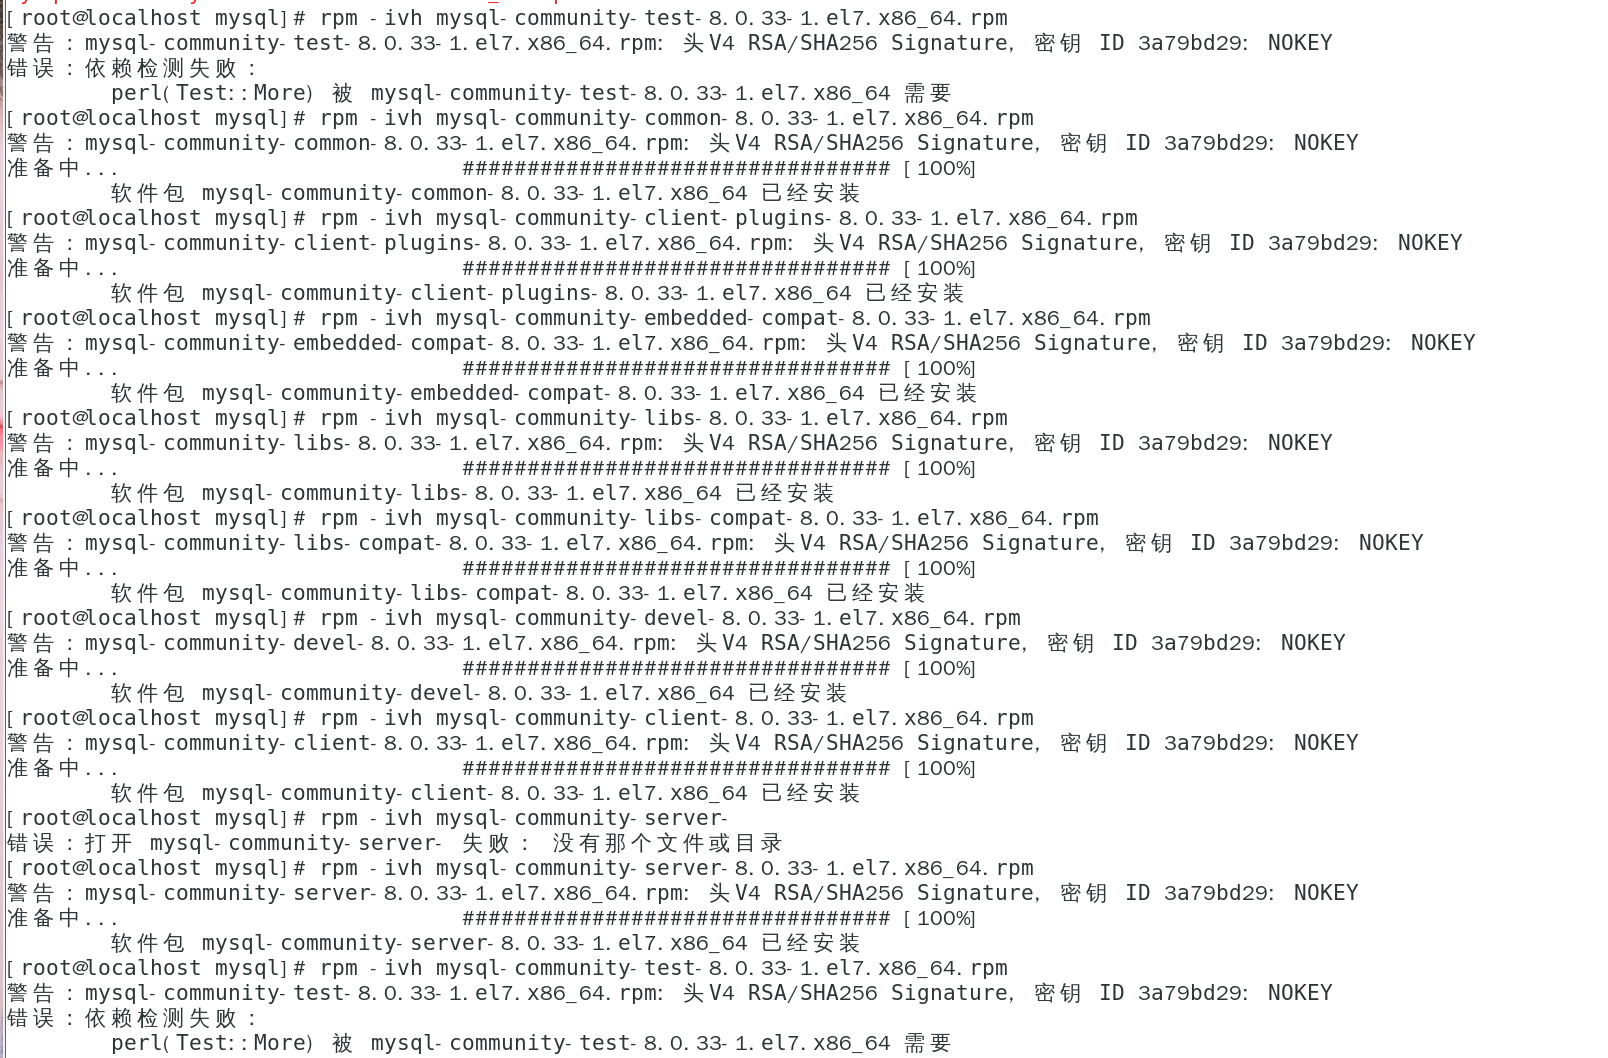 [root@localhost mysql]# rpm -ivh mysql-community-test-8.0.33-1.el7.x86_64.rpm
警告：mysql-community-test-8.0.33-1.el7.x86_64.rpm: 头V4 RSA/SHA256 Signature, 密钥 ID 3a79bd29: NOKEY
错误：依赖检测失败：
perl(Test::More) 被 mysql-community-test-8.0.33-1.el7.x86_64 需要
[root@localhost mysql]# rpm -ivh mysql-community-common-8.0.33-1.el7.x86_64.rpm
警告：mysql-community-common-8.0.33-1.el7.x86_64.rpm: 头V4 RSA/SHA256 Signature, 密钥 ID 3a79bd29: NOKEY
准备中... ################################# [100%]
软件包 mysql-community-common-8.0.33-1.el7.x86_64 已经安装
[root@localhost mysql]# rpm -ivh mysql-community-client-plugins-8.0.33-1.el7.x86_64.rpm
警告：mysql-community-client-plugins-8.0.33-1.el7.x86_64.rpm: 头V4 RSA/SHA256 Signature, 密钥 ID 3a79bd29: NOKEY
准备中... ################################# [100%]
软件包 mysql-community-client-plugins-8.0.33-1.el7.x86_64 已经安装
[root@localhost mysql]# rpm -ivh mysql-community-embedded-compat-8.0.33-1.el7.x86_64.rpm
警告：mysql-community-embedded-compat-8.0.33-1.el7.x86_64.rpm: 头V4 RSA/SHA256 Signature, 密钥 ID 3a79bd29: NOKEY
准备中... ################################# [100%]
软件包 mysql-community-embedded-compat-8.0.33-1.el7.x86_64 已经安装
[root@localhost mysql]# rpm -ivh mysql-community-libs-8.0.33-1.el7.x86_64.rpm
警告：mysql-community-libs-8.0.33-1.el7.x86_64.rpm: 头V4 RSA/SHA256 Signature, 密钥 ID 3a79bd29: NOKEY
准备中... ################################# [100%]
软件包 mysql-community-libs-8.0.33-1.el7.x86_64 已经安装
[root@localhost mysql]# rpm -ivh mysql-community-libs-compat-8.0.33-1.el7.x86_64.rpm
警告：mysql-community-libs-compat-8.0.33-1.el7.x86_64.rpm: 头V4 RSA/SHA256 Signature, 密钥 ID 3a79bd29: NOKEY
准备中... ################################# [100%]
软件包 mysql-community-libs-compat-8.0.33-1.el7.x86_64 已经安装
[root@localhost mysql]# rpm -ivh mysql-community-devel-8.0.33-1.el7.x86_64.rpm
警告：mysql-community-devel-8.0.33-1.el7.x86_64.rpm: 头V4 RSA/SHA256 Signature, 密钥 ID 3a79bd29: NOKEY
准备中... ################################# [100%]
软件包 mysql-community-devel-8.0.33-1.el7.x86_64 已经安装
[root@localhost mysql]# rpm -ivh mysql-community-client-8.0.33-1.el7.x86_64.rpm
警告：mysql-community-client-8.0.33-1.el7.x86_64.rpm: 头V4 RSA/SHA256 Signature, 密钥 ID 3a79bd29: NOKEY
准备中... ################################# [100%]
软件包 mysql-community-client-8.0.33-1.el7.x86_64 已经安装
[root@localhost mysql]# rpm -ivh mysql-community-server-
错误：打开 mysql-community-server- 失败： 没有那个文件或目录
[root@localhost mysql]# rpm -ivh mysql-community-server-8.0.33-1.el7.x86_64.rpm
警告：mysql-community-server-8.0.33-1.el7.x86_64.rpm: 头V4 RSA/SHA256 Signature, 密钥 ID 3a79bd29: NOKEY
准备中... ################################# [100%]
软件包 mysql-community-server-8.0.33-1.el7.x86_64 已经安装
[root@localhost mysql]# rpm -ivh mysql-community-test-8.0.33-1.el7.x86_64.rpm
警告：mysql-community-test-8.0.33-1.el7.x86_64.rpm: 头V4 RSA/SHA256 Signature, 密钥 ID 3a79bd29: NOKEY
错误：依赖检测失败：
perl(Test::More) 被 mysql-community-test-8.0.33-1.el7.x86_64 需要